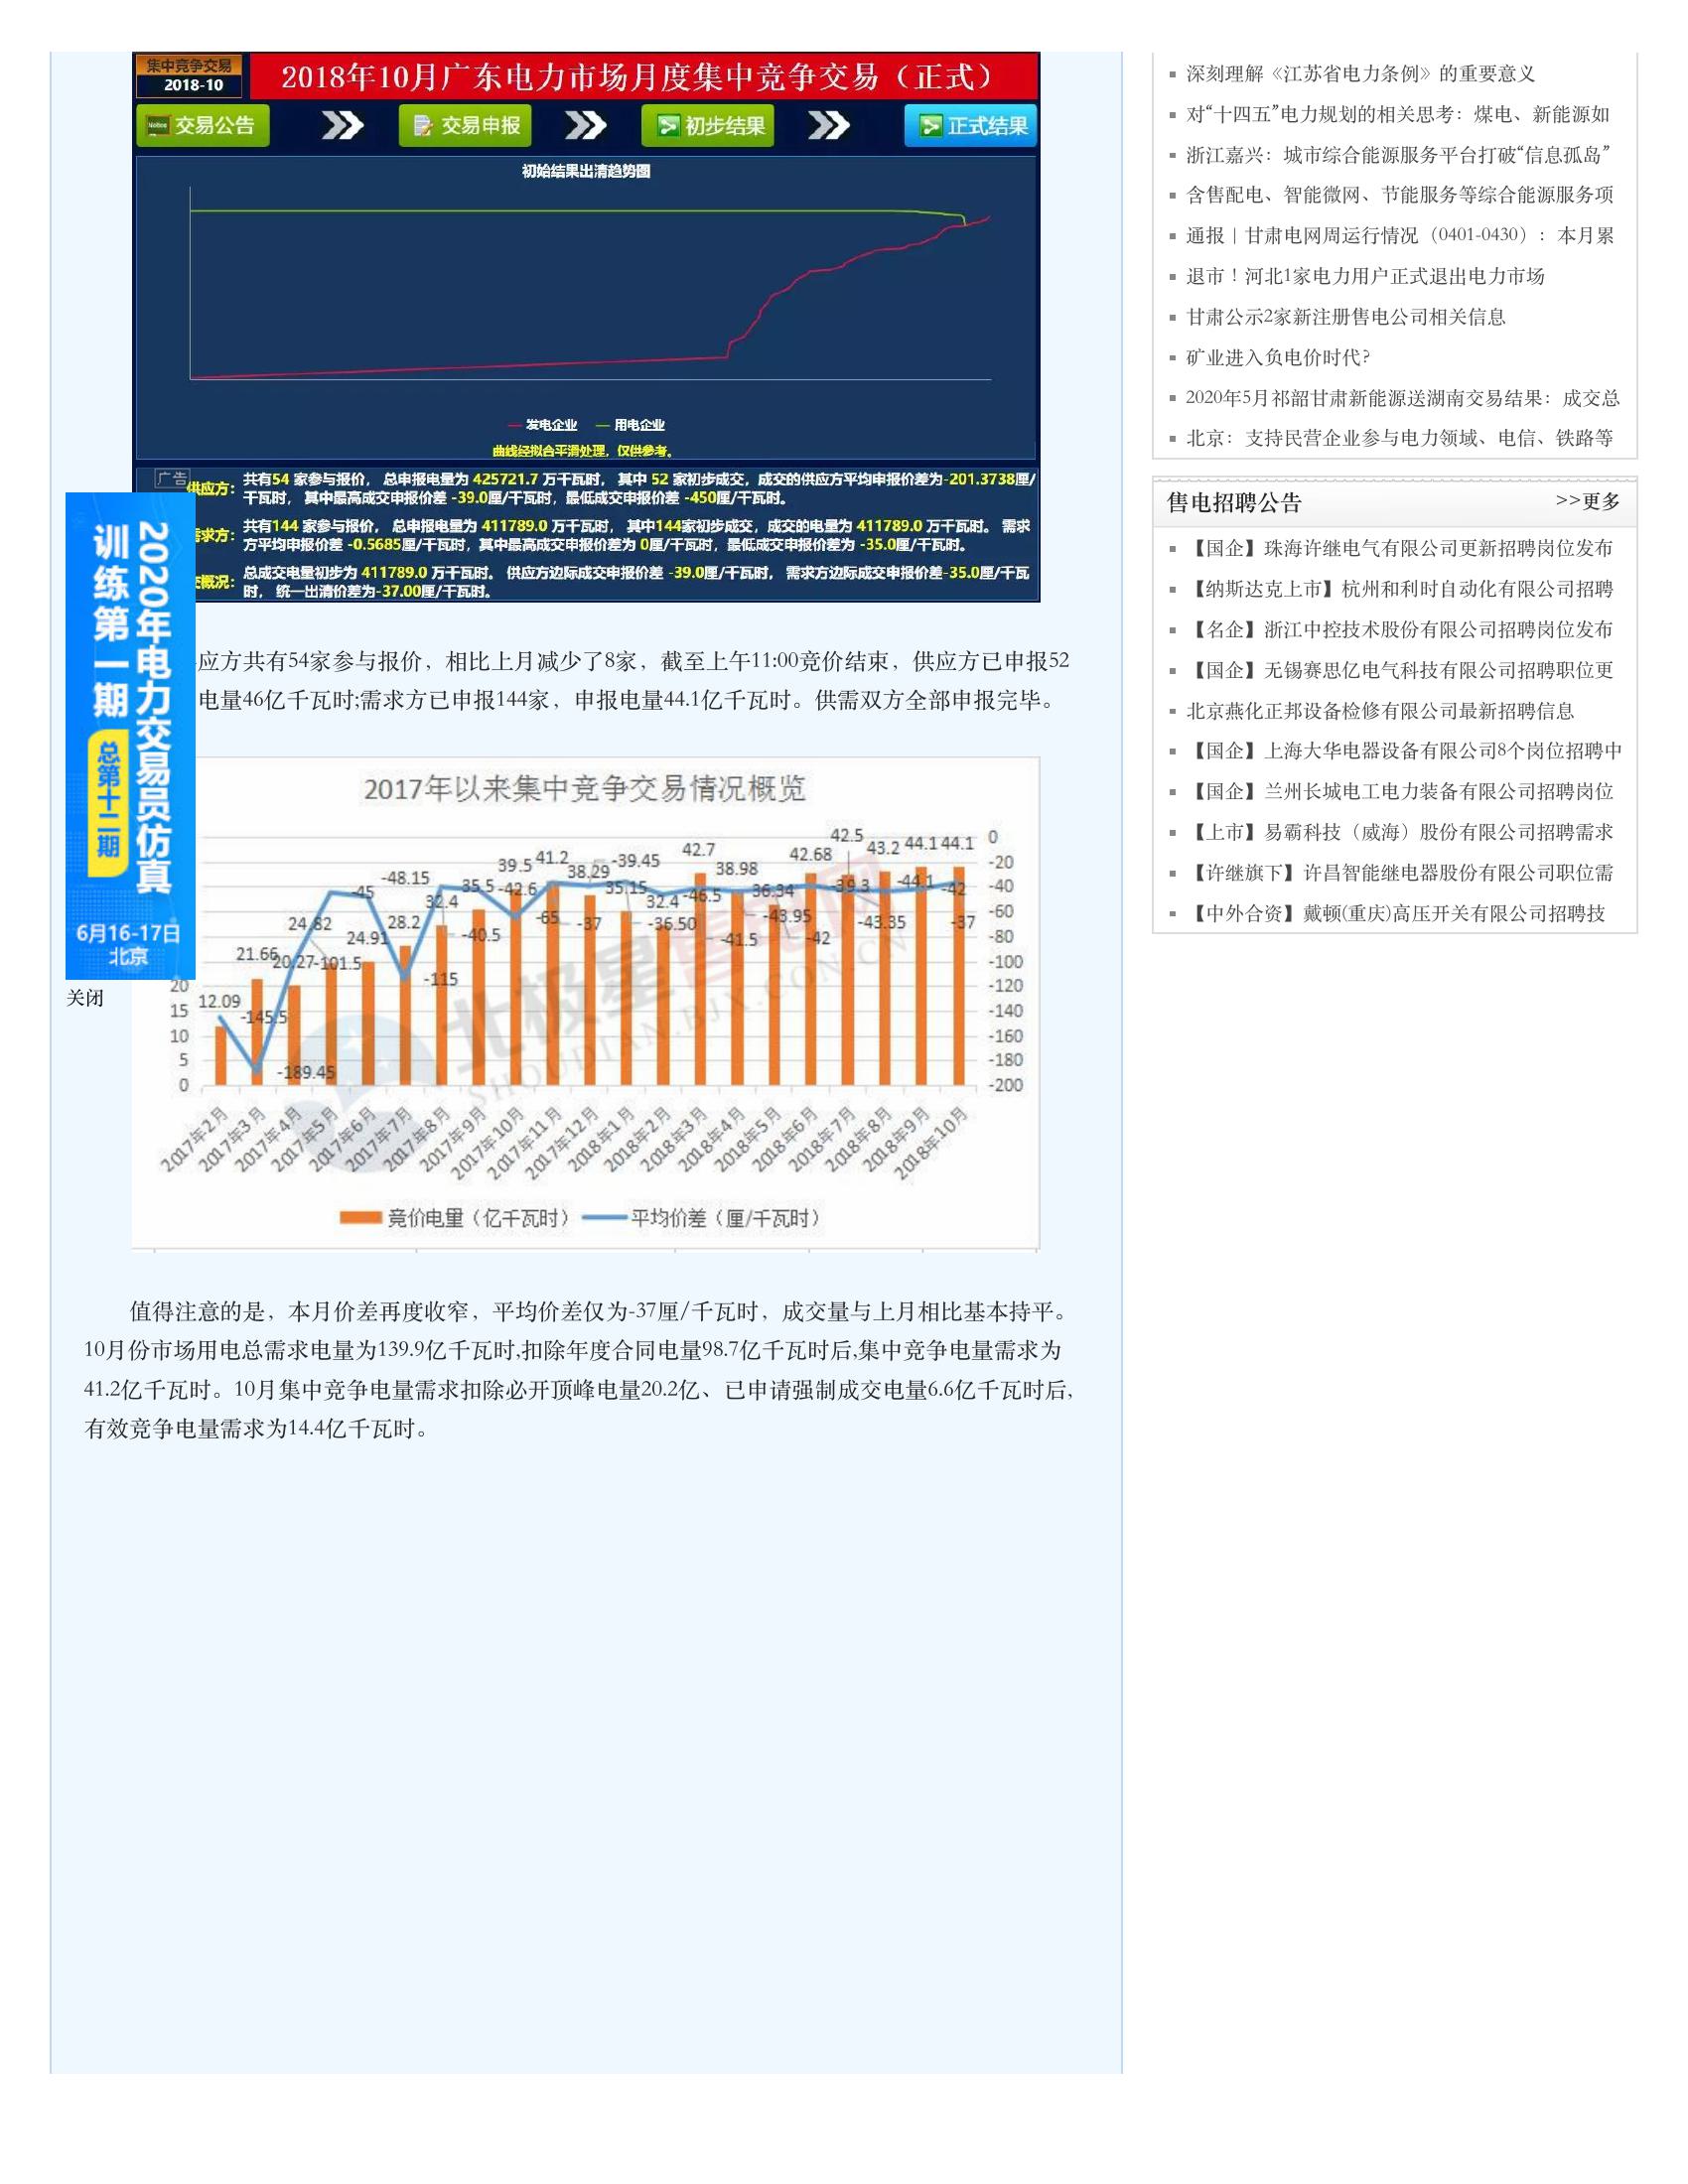 集中竞争交易
2018-10
2018年10月广东电力市场月度集中竞争交易（正式）
交易公告
交易申报
初步结果
正式结果
初始结果出清趋势图
发电企业
用电企业
曲线经拟合平滑处理，仅供参考。
广告
供应方：
共有54 家参与报价， 总申报电量为 425721.7 万千瓦时， 其中 52 家初步成交，成交的供应方平均申报价差为-201.3738厘/
千瓦时， 其中最高成交申报价差 -39.0厘/千瓦时，最低成交申报价差 -450厘/千瓦时。
求方：
共有144 家参与报价， 总申报电量为 411789.0 万千瓦时， 其中144家初步成交，成交的电量为 411789.0 万千瓦时。 需求
方平均申报价差 -0.5685厘/千瓦时，其中最高成交申报价差为 0厘/千瓦时，最低成交申报价差为 -35.0厘/千瓦时。
概况：
总成交电量初步为 411789.0 万千瓦时。 供应方边际成交申报价差 -39.0厘/千瓦时， 需求方边际成交申报价差-35.0厘/千瓦
时， 统一出清价差为-37.00厘/千瓦时。
2020年电力交易员仿真
训练第一期
总第十二期
6月16-17日
北京
关闭
应方共有54家参与报价，相比上月减少了8家，截至上午11:00竞价结束，供应方已申报52
电量46亿千瓦时;需求方已申报144家，申报电量44.1亿千瓦时。供需双方全部申报完毕。
2017年以来集中竞争交易情况概览
20
15
10
5
0
12.09
21.66
20.27
24.82
24.91
28.2
32.4
35.5
39.5
41.2
38.29
35.15
32.4
42.7
38.98
36.34
42.68
42.5
43.2
44.1
44.1
-145.5
-189.45
-101.5
-45
-48.15
-115
-40.5
-42.6
-65
-37
-39.45
-36.50
-46.5
-41.5
-43.95
-42
-39.3
-43.35
-44.1
-42
-37
0
-20
-40
-60
-80
-100
-120
-140
-160
-180
-200
2017年2月
2017年3月
2017年4月
2017年5月
2017年6月
2017年7月
2017年8月
2017年9月
2017年10月
2017年11月
2017年12月
2018年1月
2018年2月
2018年3月
2018年4月
2018年5月
2018年6月
2018年7月
2018年8月
2018年9月
2018年10月
竞价电量（亿千瓦时）
平均价差（厘/千瓦时）
北极星售电网
SHOUDIAN.BJX.COM.CN
值得注意的是，本月价差再度收窄，平均价差仅为-37厘/千瓦时，成交量与上月相比基本持平。
10月份市场用电总需求电量为139.9亿千瓦时,扣除年度合同电量98.7亿千瓦时后,集中竞争电量需求为
41.2亿千瓦时。10月集中竞争电量需求扣除必开顶峰电量20.2亿、已申请强制成交电量6.6亿千瓦时后,
有效竞争电量需求为14.4亿千瓦时。
深刻理解《江苏省电力条例》的重要意义
对“十四五”电力规划的相关思考：煤电、新能源如
浙江嘉兴：城市综合能源服务平台打破“信息孤岛”
含售配电、智能微网、节能服务等综合能源服务项
通报｜甘肃电网周运行情况（0401-0430）：本月累
退市！河北1家电力用户正式退出电力市场
甘肃公示2家新注册售电公司相关信息
矿业进入负电价时代?
2020年5月祁韶甘肃新能源送湖南交易结果：成交总
北京：支持民营企业参与电力领域、电信、铁路等
售电招聘公告
>>更多
【国企】珠海许继电气有限公司更新招聘岗位发布
【纳斯达克上市】杭州和利时自动化有限公司招聘
【名企】浙江中控技术股份有限公司招聘岗位发布
【国企】无锡赛思亿电气科技有限公司招聘职位更
北京燕化正邦设备检修有限公司最新招聘信息
【国企】上海大华电器设备有限公司8个岗位招聘中
【国企】兰州长城电工电力装备有限公司招聘岗位
【上市】易霸科技（威海）股份有限公司招聘需求
【许继旗下】许昌智能继电器股份有限公司职位需
【中外合资】戴顿(重庆)高压开关有限公司招聘技